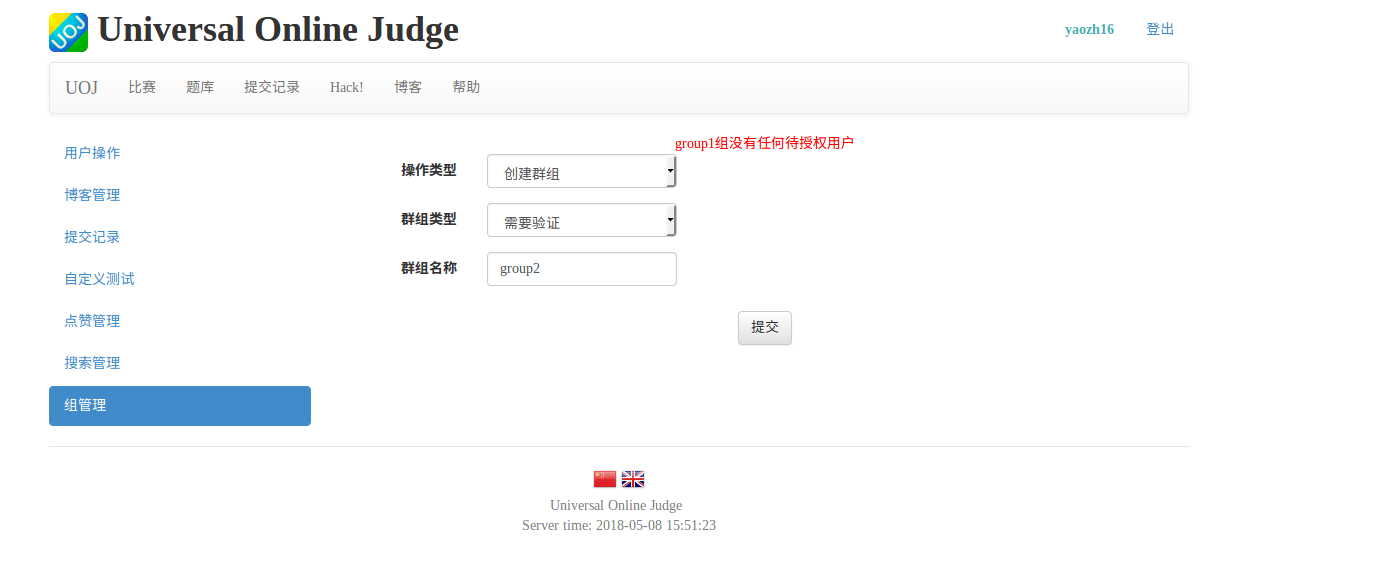 UOJ Universal Online Judge
yaozh16 登出
UOJ 比赛 题库 提交记录 Hack! 博客 帮助
用户操作
博客管理
提交记录
自定义测试
点赞管理
搜索管理
组管理
group1组没有任何待授权用户
操作类型 创建群组
群组类型 需要验证
群组名称 group2
提交
Universal Online Judge
Server time: 2018-05-08 15:51:23